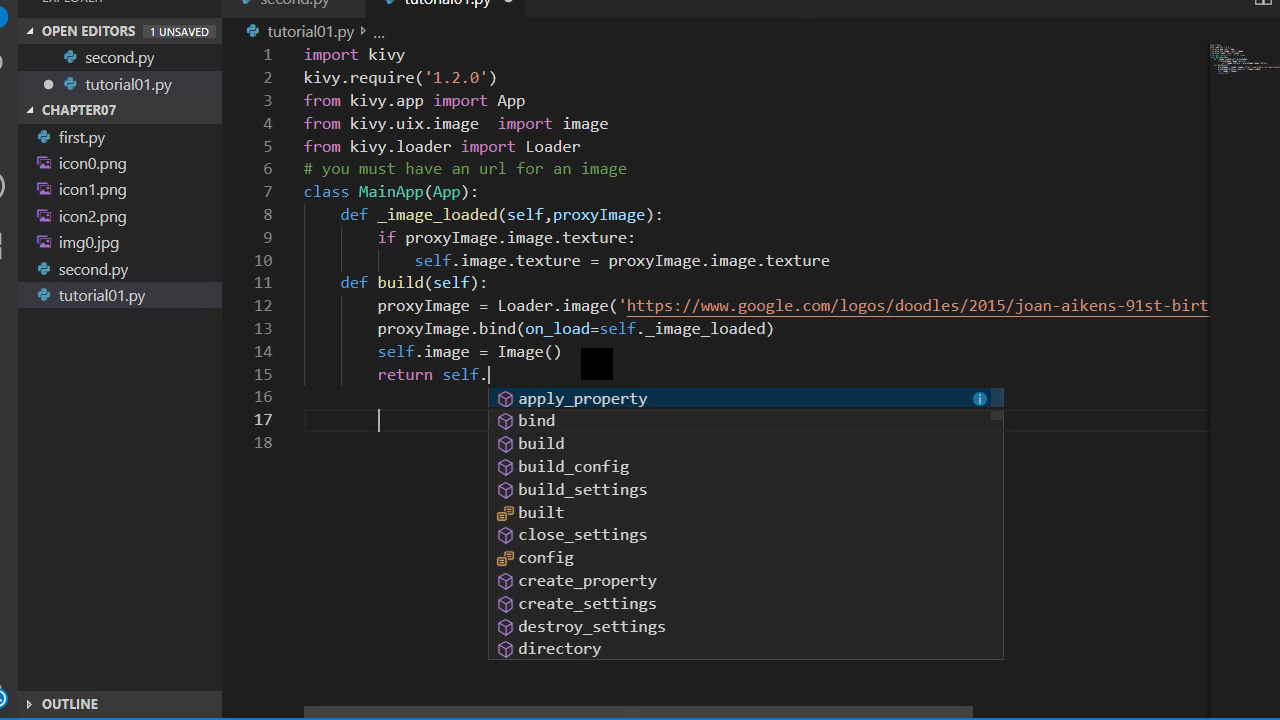 EXPLORER
second.py
tutorial01.py
OPEN EDITORS 1 UNSAVED
second.py
tutorial01.py
CHAPTER07
first.py
icon0.png
icon1.png
icon2.png
img0.jpg
second.py
tutorial01.py
OUTLINE
tutorial01.py ...
1 import kivy
2 kivy.require('1.2.0')
3 from kivy.app import App
4 from kivy.uix.image  import image
5 from kivy.loader import Loader
6 # you must have an url for an image
7 class MainApp(App):
8 def _image_loaded(self,proxyImage):
9 if proxyImage.image.texture:
10 self.image.texture = proxyImage.image.texture
11 def build(self):
12 proxyImage = Loader.image('https://www.google.com/logos/doodles/2015/joan-aikens-91st-birt
13 proxyImage.bind(on_load=self._image_loaded)
14 self.image = Image()
15 return self.
16
17
18
apply_property
bind
build
build_config
build_settings
built
close_settings
config
create_property
create_settings
destroy_settings
directory